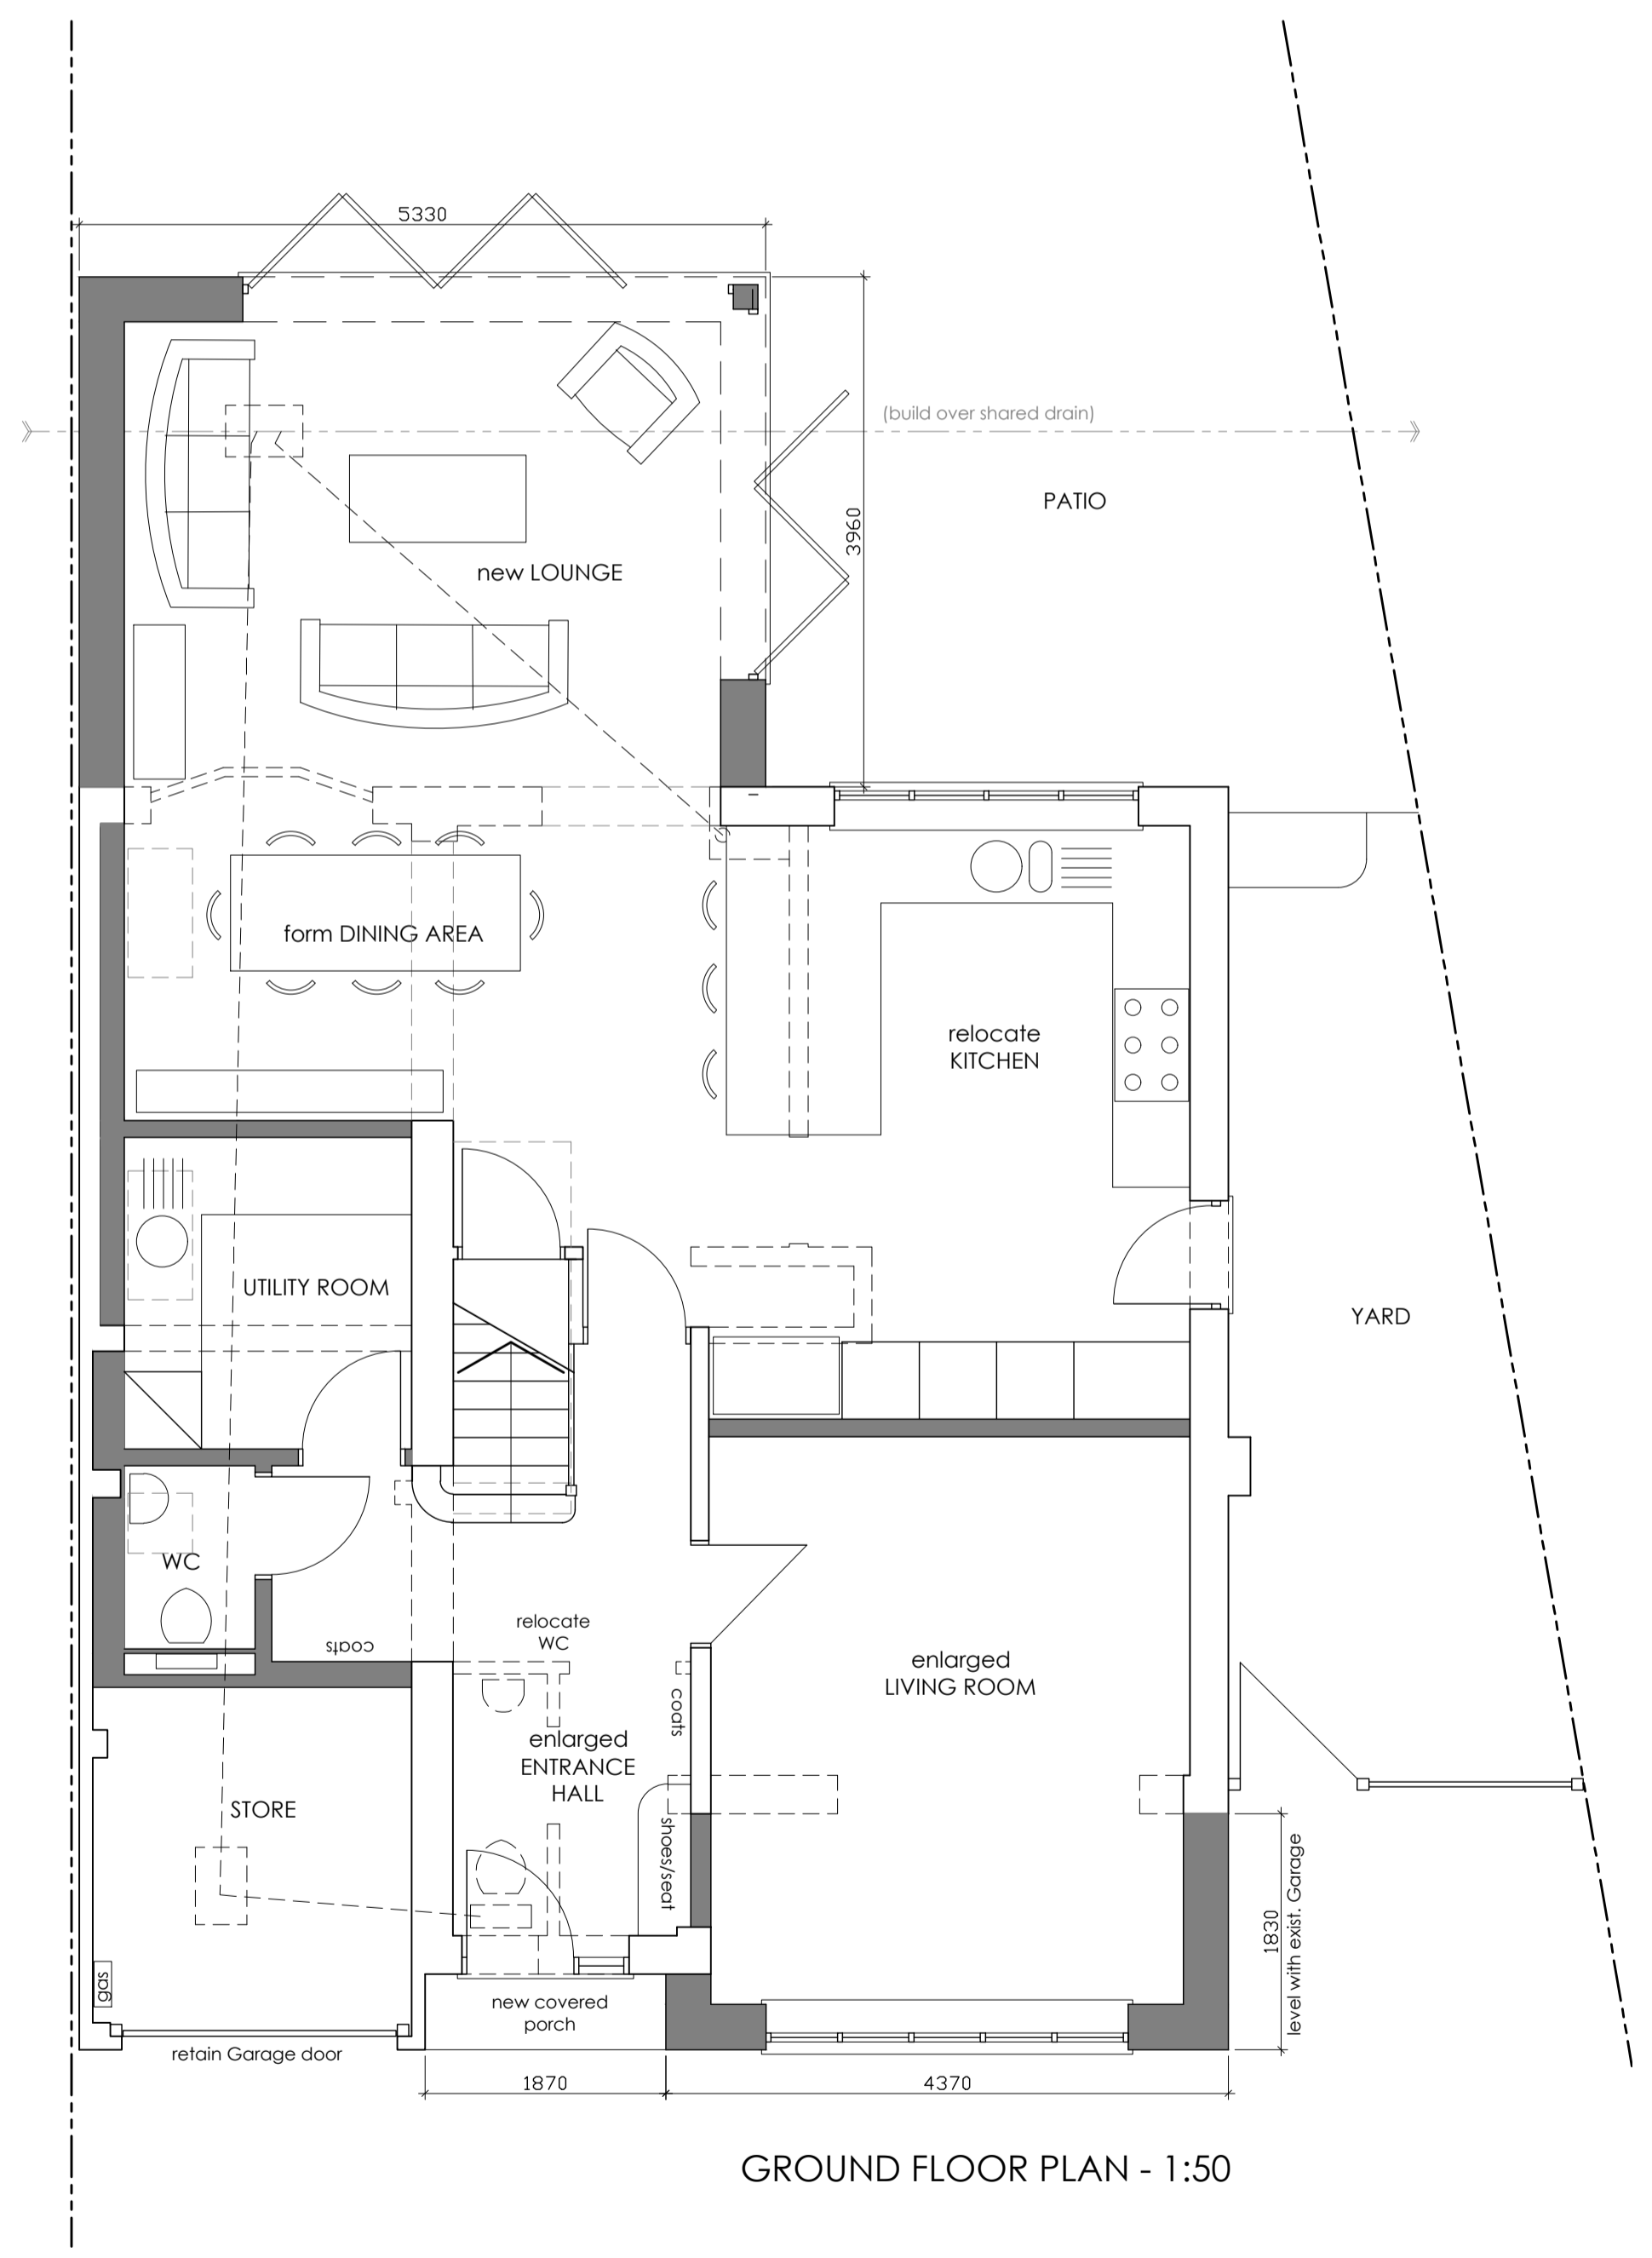 5330
(build over shared drain)
PATIO
3960
new LOUNGE
form DINING AREA
relocate
KITCHEN
UTILITY ROOM
YARD
WC
relocate
WC
coats
enlarged
LIVING ROOM
coats
enlarged
ENTRANCE
HALL
STORE
shoes/seat
1830
level with exist. Garage
gas
new covered
porch
retain Garage door
1870
4370
GROUND FLOOR PLAN - 1:50